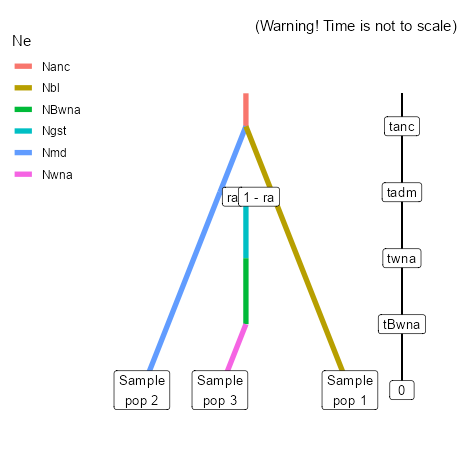 (Warning! Time is not to scale)
Ne
Nanc
Nbl
NBwna
Ngst
Nmd
Nwna
tanc
tadm
ra
1 - ra
twna
tBwna
Sample
pop 2
Sample
pop 3
Sample
pop 1
0